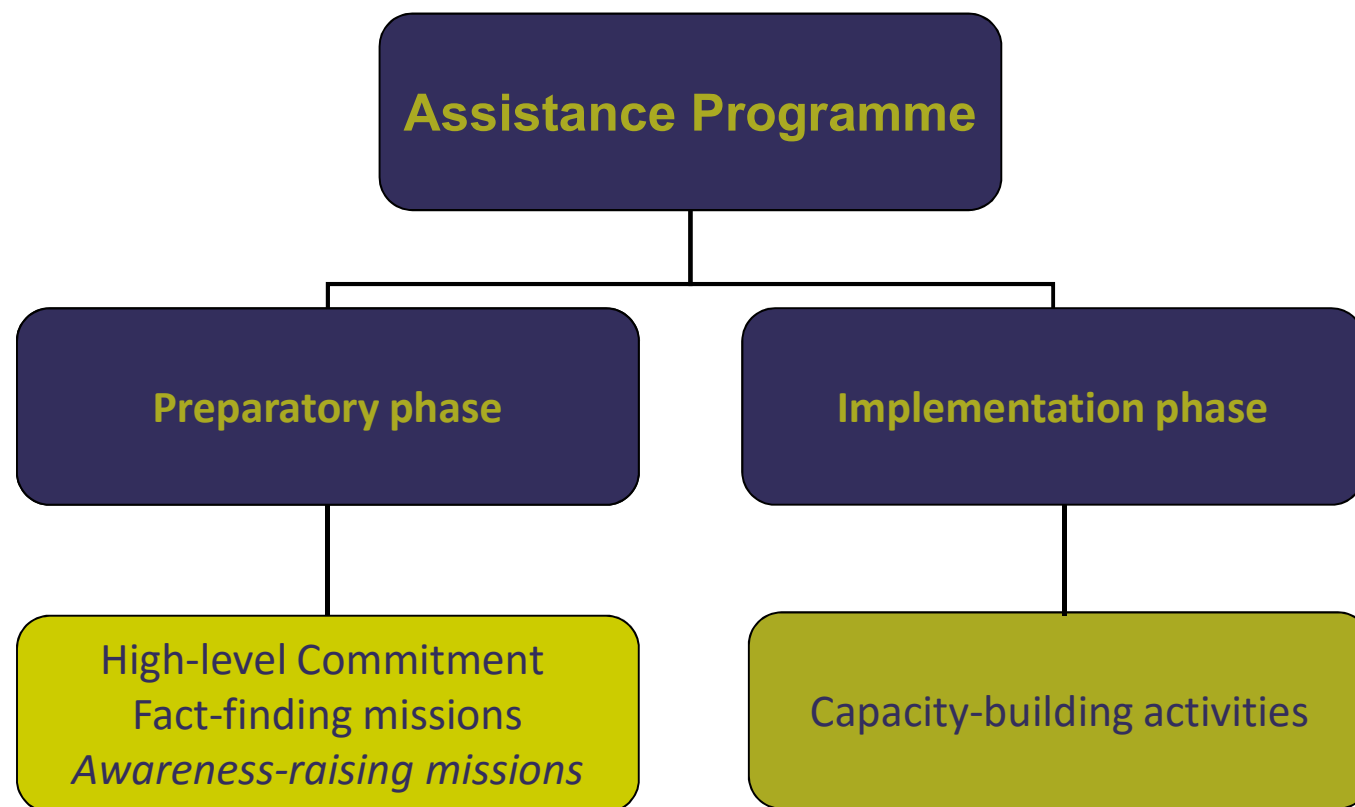 Assistance Programme
Preparatory phase
Implementation phase
High-level Commitment
Fact-finding missions
Awareness-raising missions
Capacity-building activities